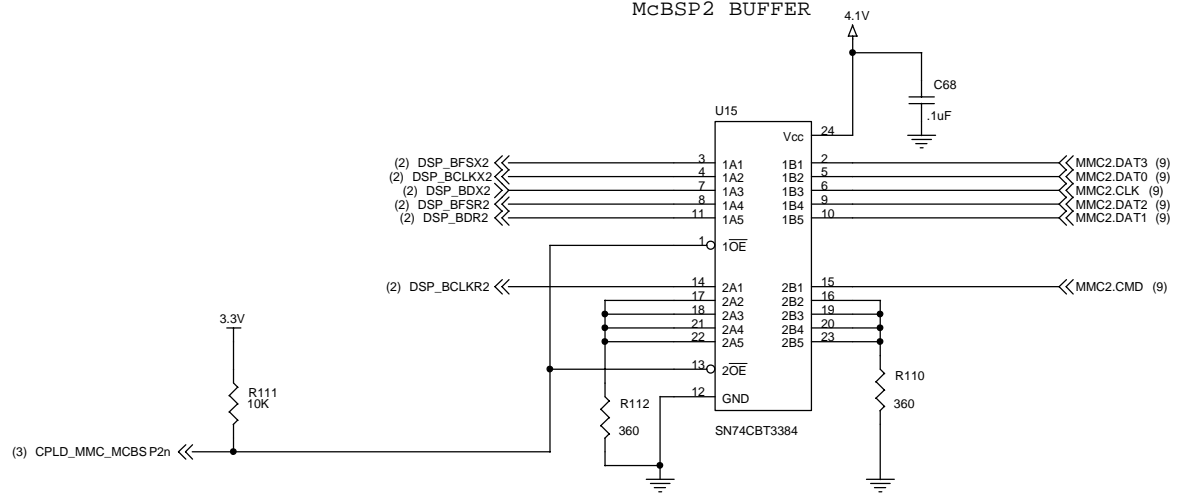 McBSP2 BUFFER
4.1V
C68
.1uF
U15
Vcc 24
(2) DSP_BFSX2 3 1A1 1B1 2 MMC2.DAT3 (9)
(2) DSP_BCLKX2 4 1A2 1B2 5 MMC2.DAT0 (9)
(2) DSP_BDX2 7 1A3 1B3 6 MMC2.CLK (9)
(2) DSP_BFSR2 8 1A4 1B4 9 MMC2.DAT2 (9)
(2) DSP_BDR2 11 1A5 1B5 10 MMC2.DAT1 (9)
1 1OE
(2) DSP_BCLKR2 14 2A1 2B1 15 MMC2.CMD (9)
17 2A2 2B2 16
18 2A3 2B3 19
21 2A4 2B4 20
22 2A5 2B5 23
3.3V
13 2OE
R111
10K
12 GND
R112
360
R110
360
SN74CBT3384
(3) CPLD_MMC_MCBSP2n